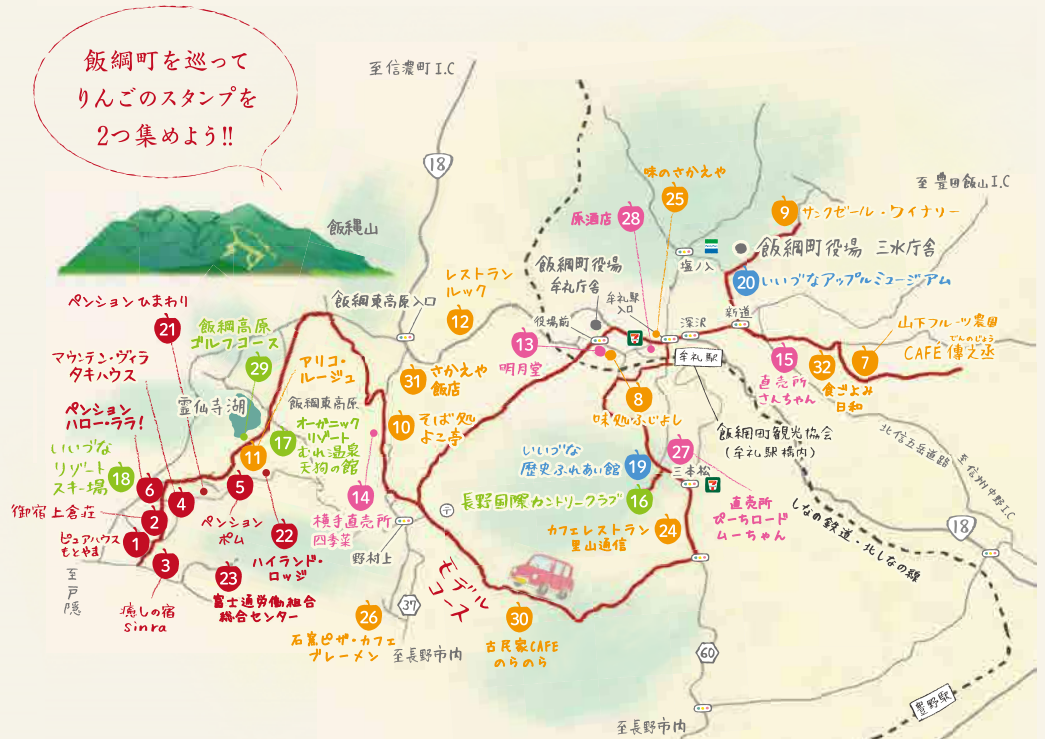 飯綱町を巡って
りんごのスタンプを
2つ集めよう!!
至信濃町I.C
18
飯縄山
味のさかえや
25
原酒店
28
至 豊田飯山I.C
9
サンクゼール・ワイナリー
塩ノ入
飯綱町役場 三水庁舎
20
いいづなアップルミュージアム
飯綱町役場
牟礼庁舎
牟礼駅
入口
役場前
深沢
新道
牟礼駅
レストラン
ルック
12
飯綱東高原入口
13
明月堂
山下フルーツ農園
CAFE 傳之丞
でんのじょう
7
15
直売所
さんちゃん
32
食ごよみ
日和
ペンション ひまわり
21
飯綱高原
ゴルフコース
29
アリコ・
ルージュ
マウンテン・ヴィラ
タキハウス
霊仙寺湖
飯綱東高原
31
さかえや
飯店
8
味処ふじよし
ペンション
ハロー・ララ!
オーガニック
リゾート
むれ温泉
天狗の館
17
11
10
そば処
よこ亭
飯綱町観光協会
(牟礼駅構内)
北信五岳道路
至信州中野I.C
いいづな
リゾート
スキー場
18
6
4
5
いいづな
歴史ふれあい館
19
27
三本松
直売所
ぴーちロード
ムーちゃん
御宿 上倉荘
2
14
横手直売所
四季菜
長野国際カントリークラブ
16
カフェレストラン
里山通信
24
しなの鉄道・北しなの線
18
ペンション
ポム
22
ハイランド・
ロッジ
ピュアハウス
もとやま
1
3
癒しの宿
sinra
至戸隠
23
富士通労働組合
総合センター
野村上
モデル
コース
37
26
石窯ピザ・カフェ
ブレーメン
至長野市内
30
古民家CAFE
のらのら
60
至長野市内
豊野駅